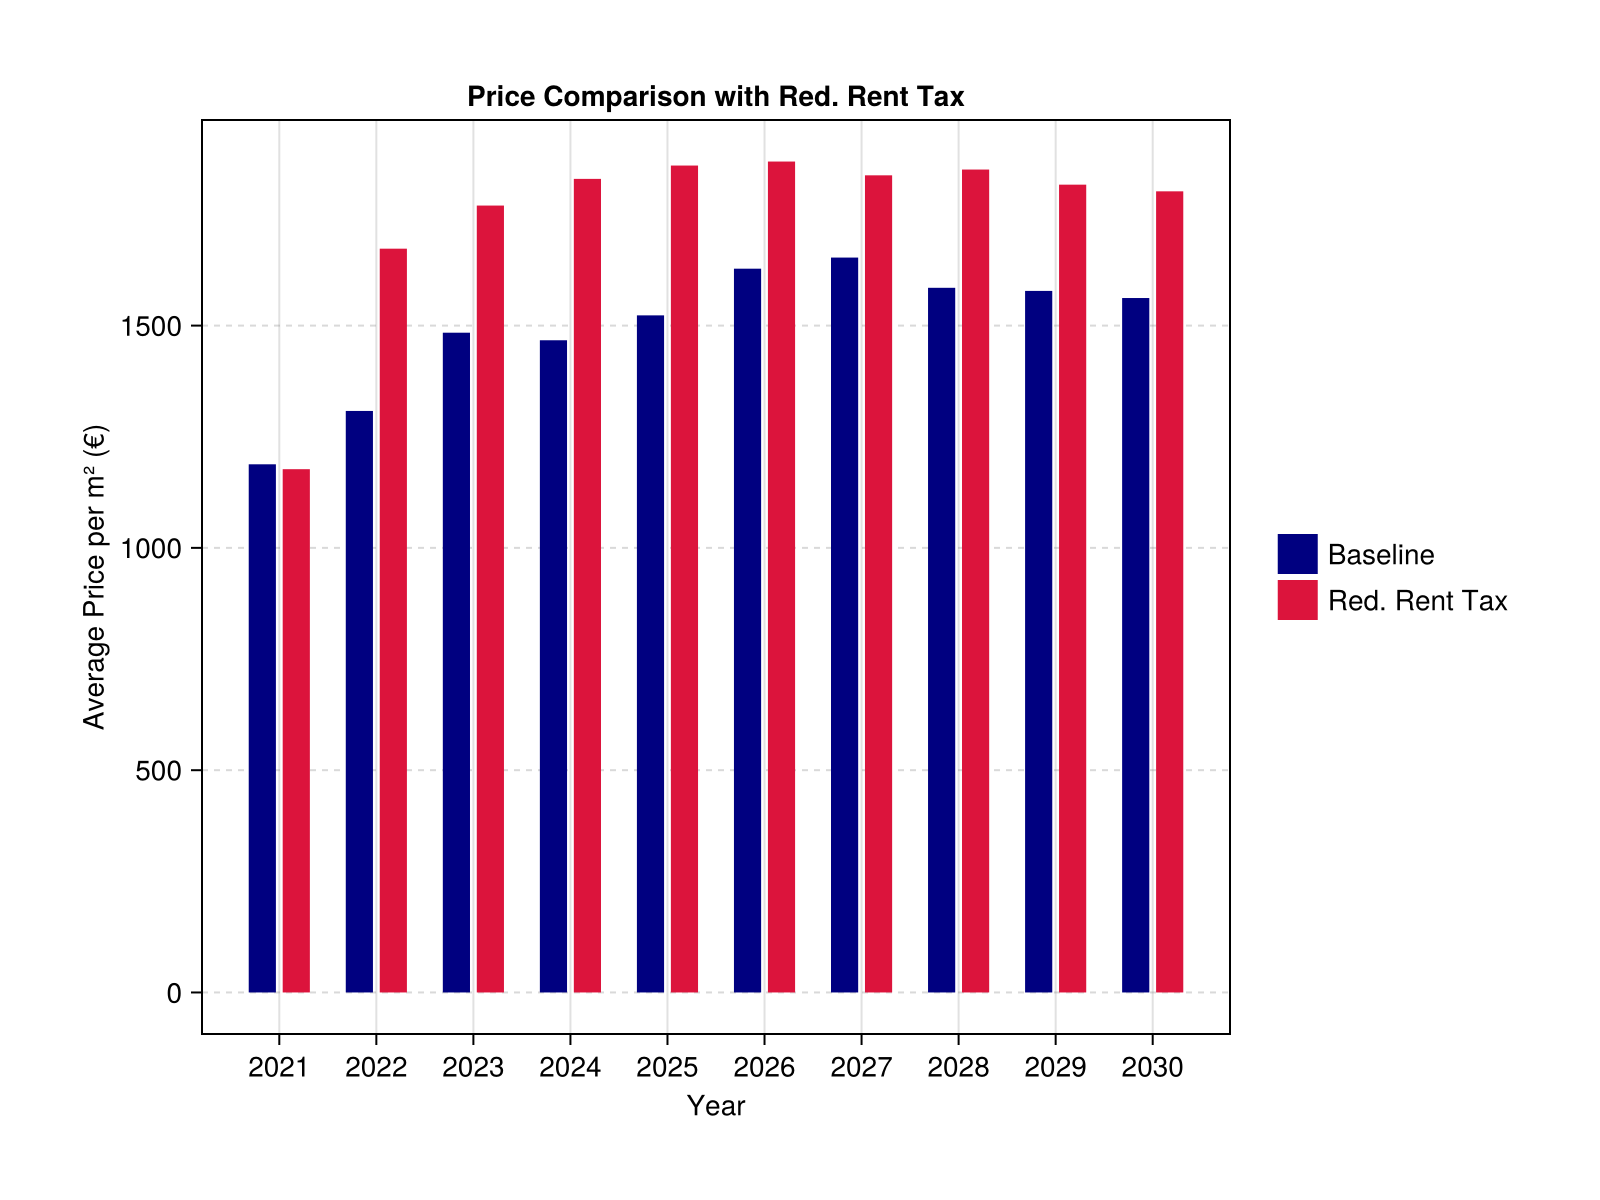 Price Comparison with Red. Rent Tax
Average Price per m² (€)
1500
1000
500
0
2021 2022 2023 2024 2025 2026 2027 2028 2029 2030
Year
Baseline
Red. Rent Tax